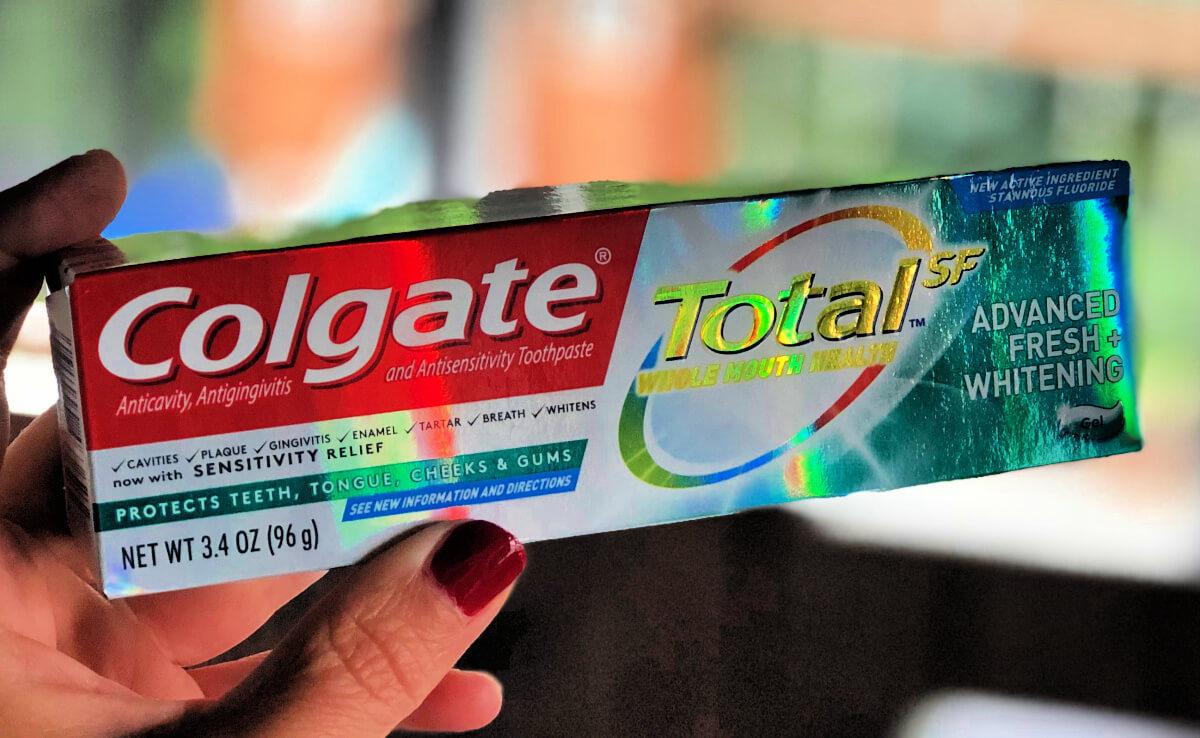 Colgate®
Anticavity, Antigingivitis
and Antisensitivity Toothpaste
✓CAVITIES ✓PLAQUE ✓GINGIVITIS ✓ENAMEL ✓TARTAR ✓BREATH ✓WHITENS
now with SENSITIVITY RELIEF
PROTECTS TEETH, TONGUE, CHEEKS & GUMS
SEE NEW INFORMATION AND DIRECTIONS
NET WT 3.4 OZ (96 g)
Total SF™
WHOLE MOUTH HEALTH
NEW ACTIVE INGREDIENT
STANNOUS FLUORIDE
ADVANCED
FRESH +
WHITENING
Gel